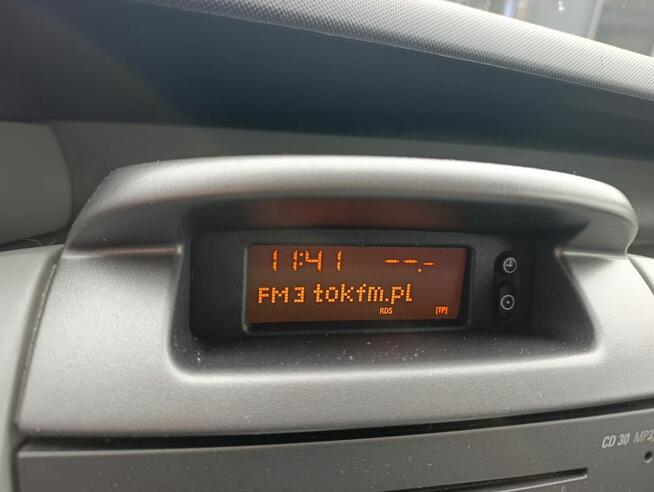 11:41 --.-
FM3 tokfm.pl
RDS [TP]
CD 30 MP3